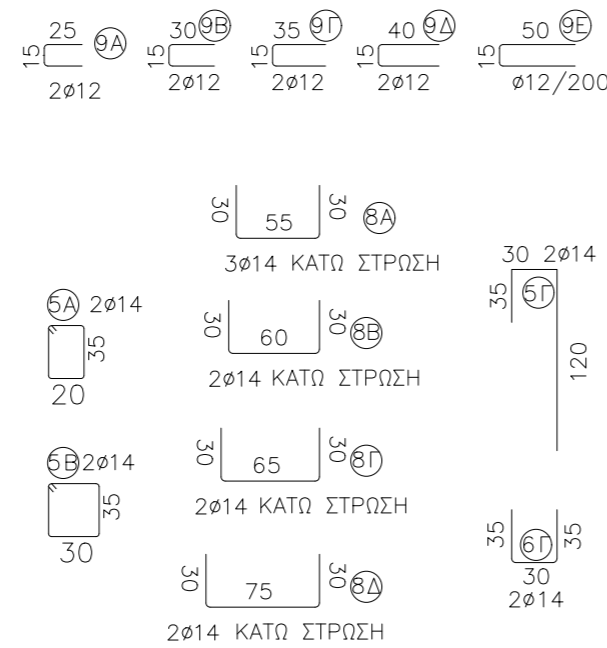 25 9Α
15
2ø12
30 9Β
15
2ø12
35 9Γ
15
2ø12
40 9Δ
15
2ø12
50 9Ε
15
ø12/200
30 55 30 8Α
3ø14 ΚΑΤΩ ΣΤΡΩΣΗ
30 60 30 8Β
2ø14 ΚΑΤΩ ΣΤΡΩΣΗ
30 65 30 8Γ
2ø14 ΚΑΤΩ ΣΤΡΩΣΗ
30 75 30 8Δ
2ø14 ΚΑΤΩ ΣΤΡΩΣΗ
5Α 2ø14
35
20
5Β 2ø14
35
30
30 2ø14
35 5Γ
120
35 6Γ 35
30
2ø14